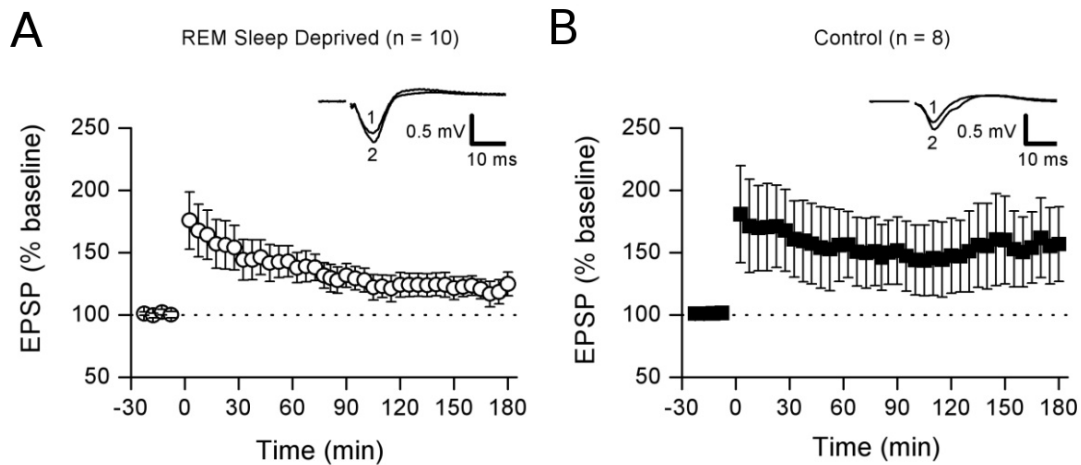 A
REM Sleep Deprived (n = 10)
1
2
0.5 mV
10 ms
250
200
150
100
50
EPSP (% baseline)
-30 0 30 60 90 120 150 180
Time (min)
B
Control (n = 8)
1
2
0.5 mV
10 ms
250
200
150
100
50
EPSP (% baseline)
-30 0 30 60 90 120 150 180
Time (min)